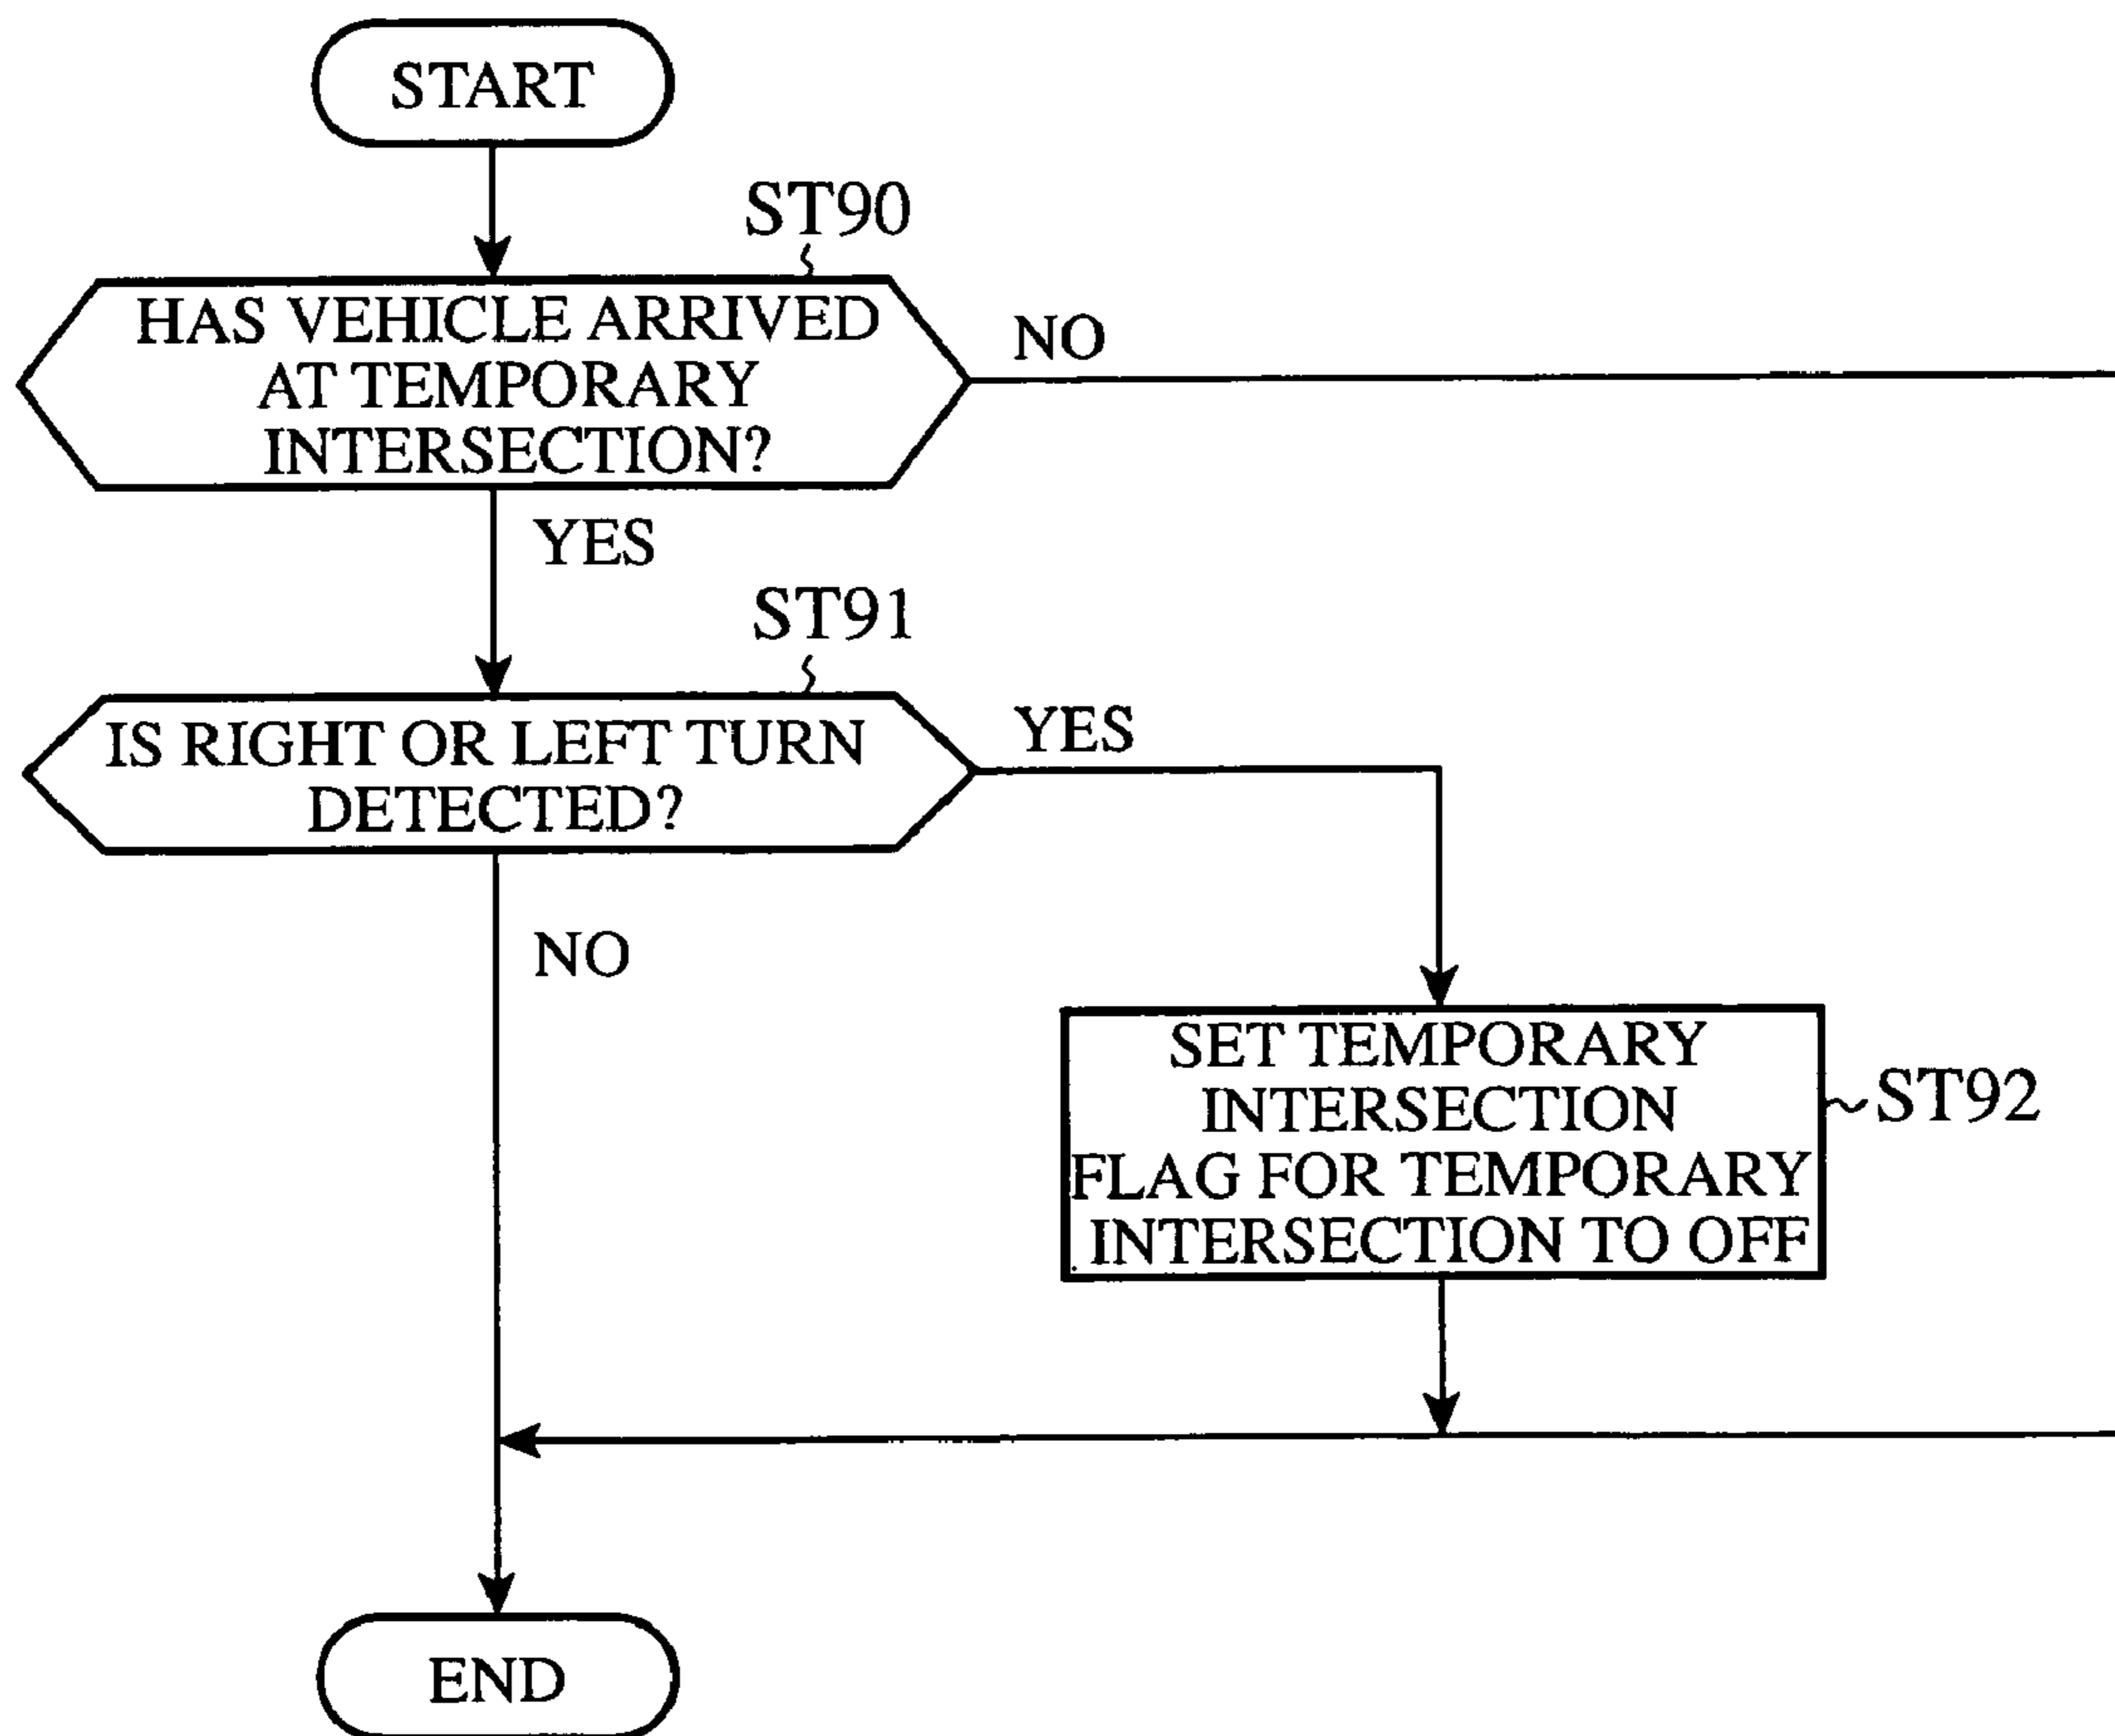 START
ST90
HAS VEHICLE ARRIVED
AT TEMPORARY
INTERSECTION?
NO
YES
ST91
IS RIGHT OR LEFT TURN
DETECTED?
YES
NO
SET TEMPORARY
INTERSECTION
FLAG FOR TEMPORARY
INTERSECTION TO OFF
ST92
END